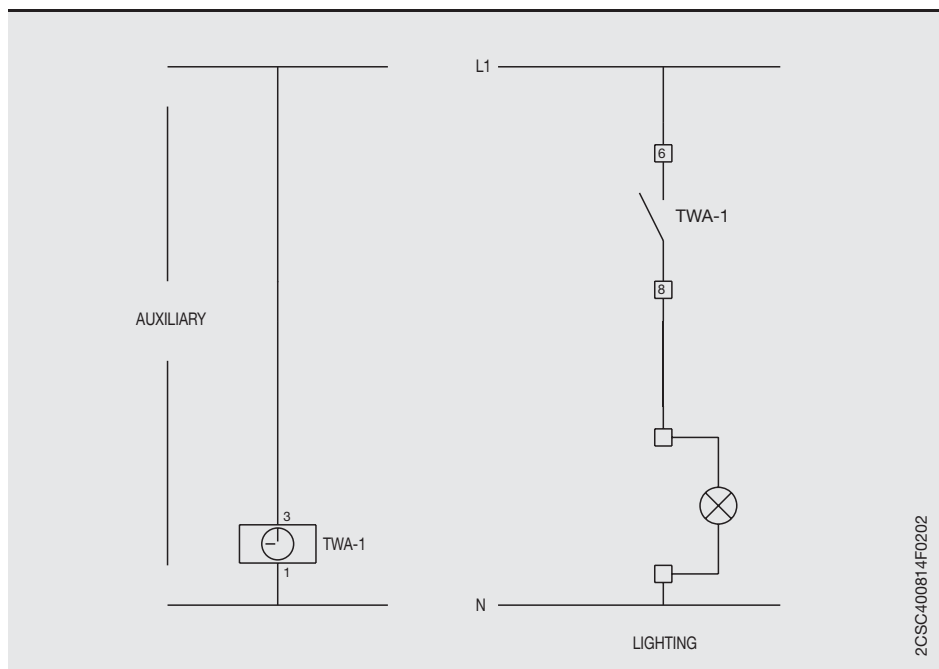 L1
6
TWA-1
8
AUXILIARY
3
TWA-1
1
N
LIGHTING
2CSC400814F0202